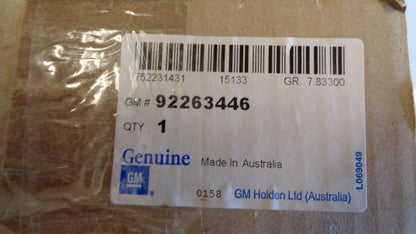 752231431 15133 GR. 7.83300
GM # 92263446
QTY 1
Genuine Made In Australia
GM
0158 GM Holden Ltd (Australia)
L069049